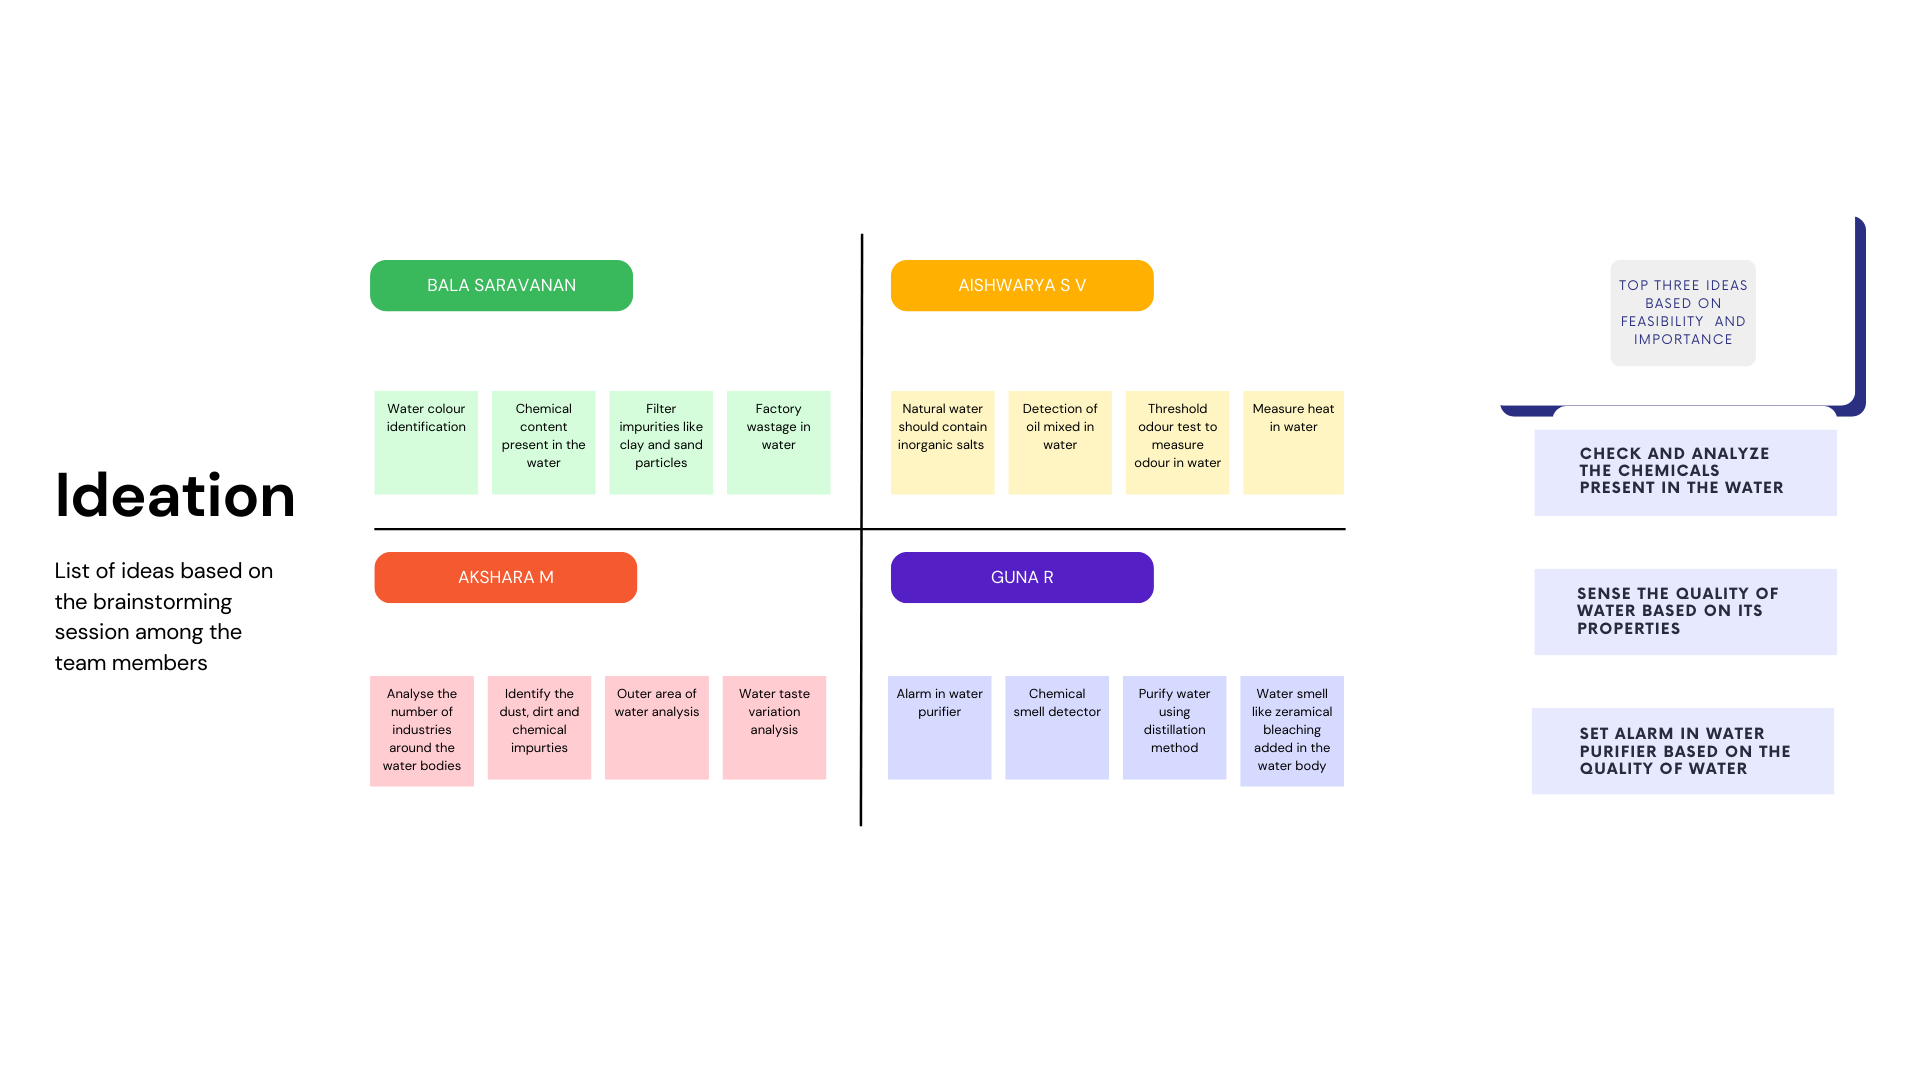 Ideation
List of ideas based on
the brainstorming
session among the
team members
BALA SARAVANAN
Water colour
identification
Chemical
content
present in the
water
Filter
impurities like
clay and sand
particles
Factory
wastage in
water
AISHWARYA S V
Natural water
should contain
inorganic salts
Detection of
oil mixed in
water
Threshold
odour test to
measure
odour in water
Measure heat
in water
AKSHARA M
Analyse the
number of
industries
around the
water bodies
Identify the
dust, dirt and
chemical
impurties
Outer area of
water analysis
Water taste
variation
analysis
GUNA R
Alarm in water
purifier
Chemical
smell detector
Purify water
using
distillation
method
Water smell
like zeramical
bleaching
added in the
water body
TOP THREE IDEAS
BASED ON
FEASIBILITY AND
IMPORTANCE
CHECK AND ANALYZE
THE CHEMICALS
PRESENT IN THE WATER
SENSE THE QUALITY OF
WATER BASED ON ITS
PROPERTIES
SET ALARM IN WATER
PURIFIER BASED ON THE
QUALITY OF WATER